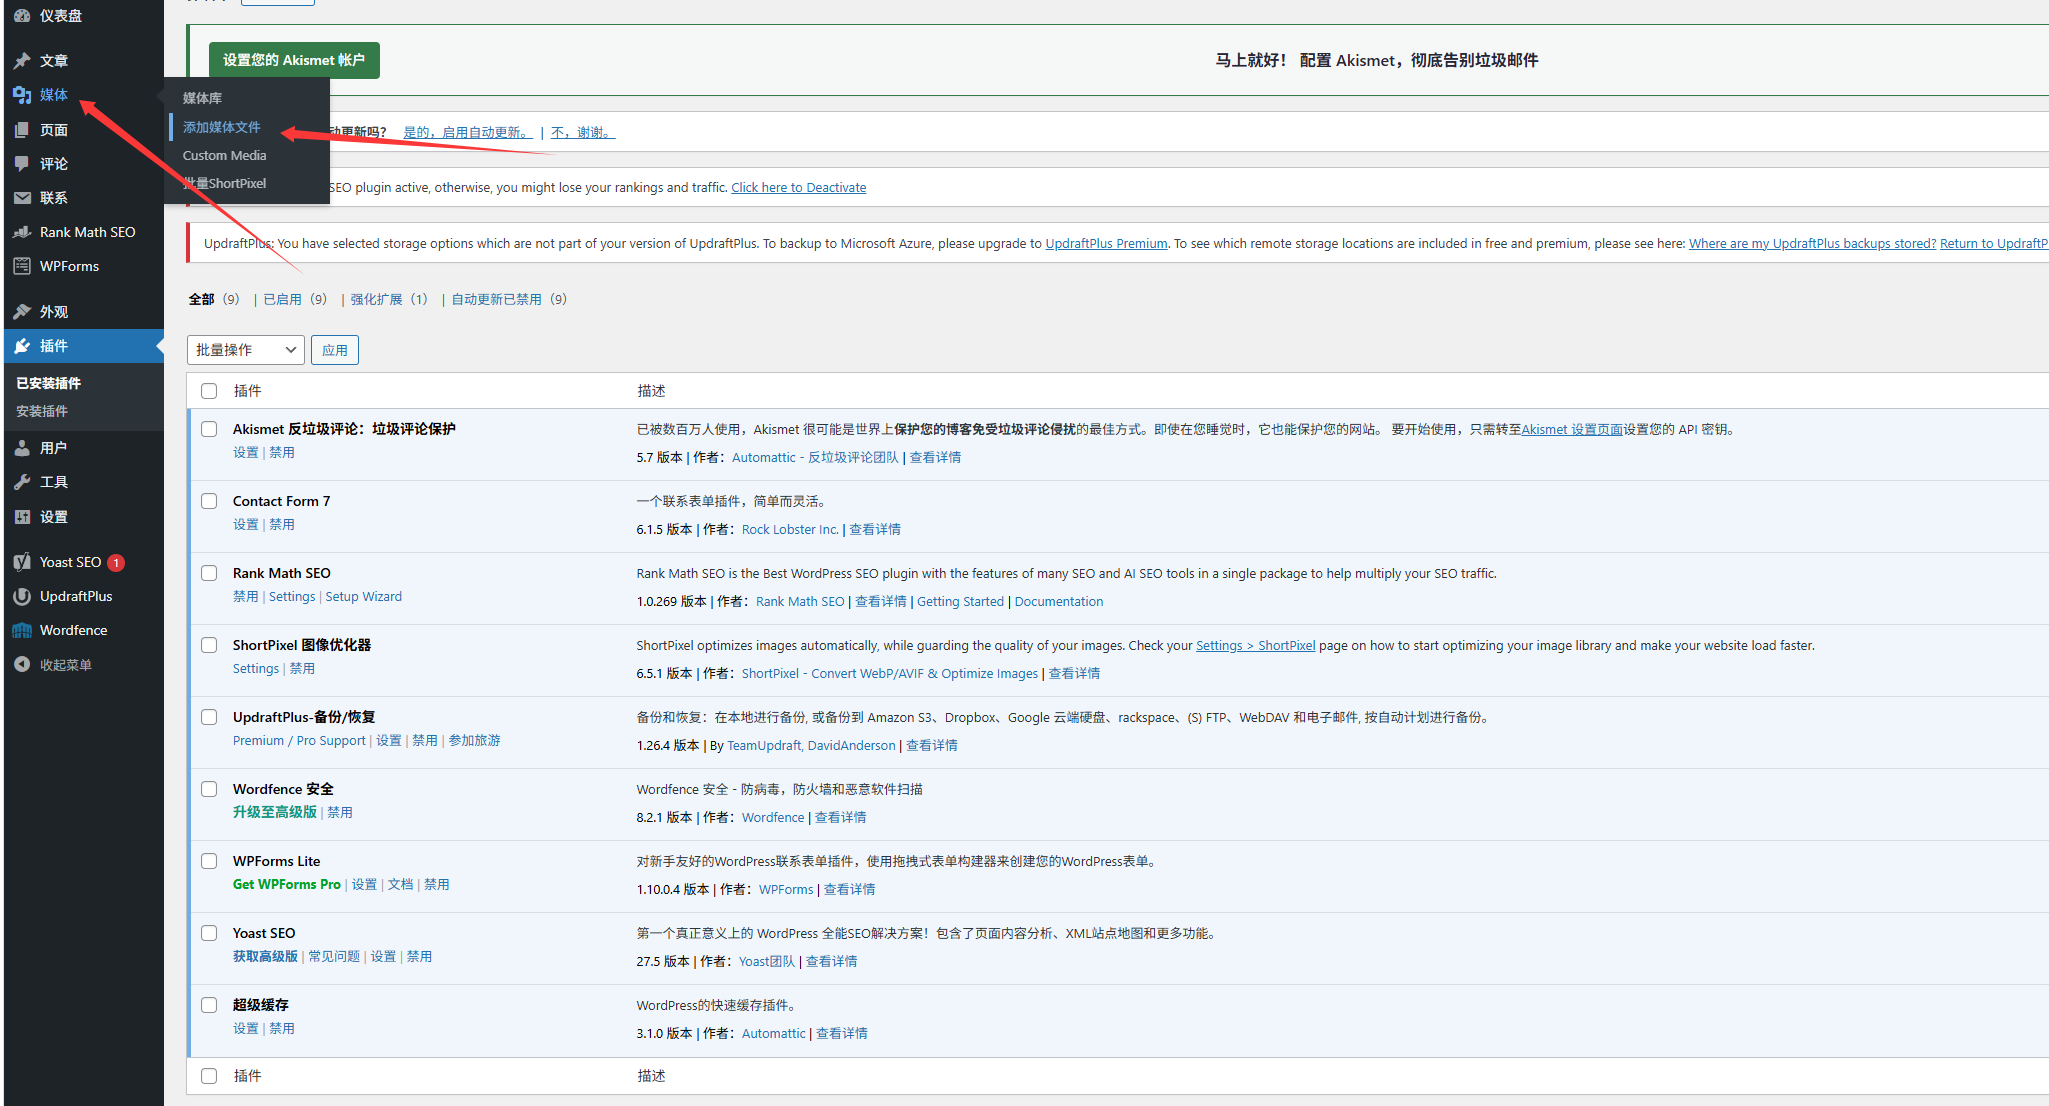 仪表盘
文章
媒体
页面
评论
联系
Rank Math SEO
WPForms
外观
插件
已安装插件
安装插件
用户
工具
设置
Yoast SEO 1
UpdraftPlus
Wordfence
收起菜单
媒体库
添加媒体文件
Custom Media
批量ShortPixel
设置您的 Akismet 帐户
马上就好！ 配置 Akismet，彻底告别垃圾邮件
动更新吗？ 是的，启用自动更新。 | 不，谢谢。
SEO plugin active, otherwise, you might lose your rankings and traffic. Click here to Deactivate
UpdraftPlus: You have selected storage options which are not part of your version of UpdraftPlus. To backup to Microsoft Azure, please upgrade to UpdraftPlus Premium. To see which remote storage locations are included in free and premium, please see here: Where are my UpdraftPlus backups stored? Return to UpdraftP
全部（9） | 已启用（9） | 强化扩展（1） | 自动更新已禁用（9）
批量操作 应用
插件 描述
Akismet 反垃圾评论：垃圾评论保护
设置 | 禁用
已被数百万人使用，Akismet 很可能是世界上保护您的博客免受垃圾评论侵扰的最佳方式。即使在您睡觉时，它也能保护您的网站。 要开始使用，只需转至Akismet 设置页面设置您的 API 密钥。
5.7 版本 | 作者：Automattic - 反垃圾评论团队 | 查看详情
Contact Form 7
设置 | 禁用
一个联系表单插件，简单而灵活。
6.1.5 版本 | 作者：Rock Lobster Inc. | 查看详情
Rank Math SEO
禁用 | Settings | Setup Wizard
Rank Math SEO is the Best WordPress SEO plugin with the features of many SEO and AI SEO tools in a single package to help multiply your SEO traffic.
1.0.269 版本 | 作者：Rank Math SEO | 查看详情 | Getting Started | Documentation
ShortPixel 图像优化器
Settings | 禁用
ShortPixel optimizes images automatically, while guarding the quality of your images. Check your Settings > ShortPixel page on how to start optimizing your image library and make your website load faster.
6.5.1 版本 | 作者：ShortPixel - Convert WebP/AVIF & Optimize Images | 查看详情
UpdraftPlus-备份/恢复
Premium / Pro Support | 设置 | 禁用 | 参加旅游
备份和恢复：在本地进行备份, 或备份到 Amazon S3、Dropbox、Google 云端硬盘、rackspace、(S) FTP、WebDAV 和电子邮件, 按自动计划进行备份。
1.26.4 版本 | By TeamUpdraft, DavidAnderson | 查看详情
Wordfence 安全
升级至高级版 | 禁用
Wordfence 安全 - 防病毒，防火墙和恶意软件扫描
8.2.1 版本 | 作者：Wordfence | 查看详情
WPForms Lite
Get WPForms Pro | 设置 | 文档 | 禁用
对新手友好的WordPress联系表单插件，使用拖拽式表单构建器来创建您的WordPress表单。
1.10.0.4 版本 | 作者：WPForms | 查看详情
Yoast SEO
获取高级版 | 常见问题 | 设置 | 禁用
第一个真正意义上的 WordPress 全能SEO解决方案！包含了页面内容分析、XML站点地图和更多功能。
27.5 版本 | 作者：Yoast团队 | 查看详情
超级缓存
设置 | 禁用
WordPress的快速缓存插件。
3.1.0 版本 | 作者：Automattic | 查看详情
插件 描述